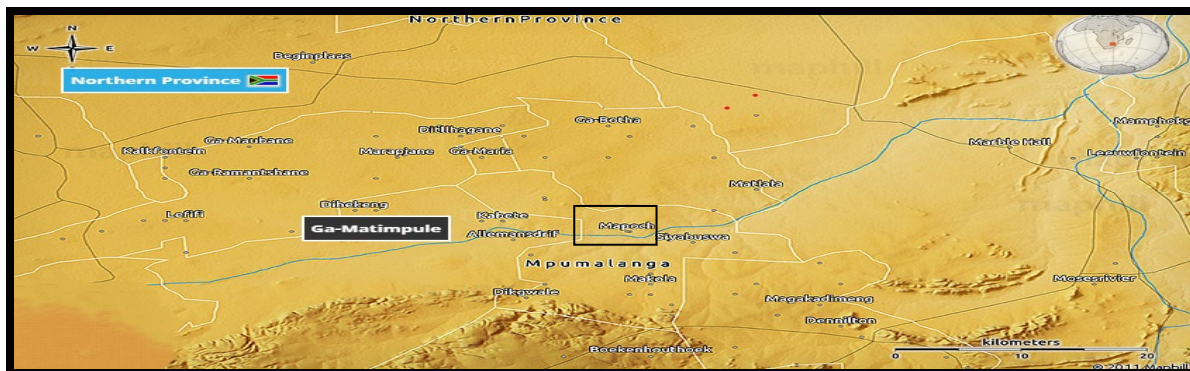 NorthernProvince
N
W E
S
Beginplaas
Northern Province
Ga-Botha
Mamphoko
Ditlhagane
Ga-Maubane
Marble Hall
Kalkfontein
Marapjane
Ga-Maria
Leeuwfontein
Ga-Ramantshane
Matlala
Dihekeng
Lefifi
Kabete
Ga-Matimpule
Mapoch
Allemansdrif
Siyabuswa
Mpumalanga
Makola
Mosesrivier
Dikgwale
Magakadimeng
Dennilton
kilometers
Boekenhouthoek
0 10 20
© 2011 Maphill